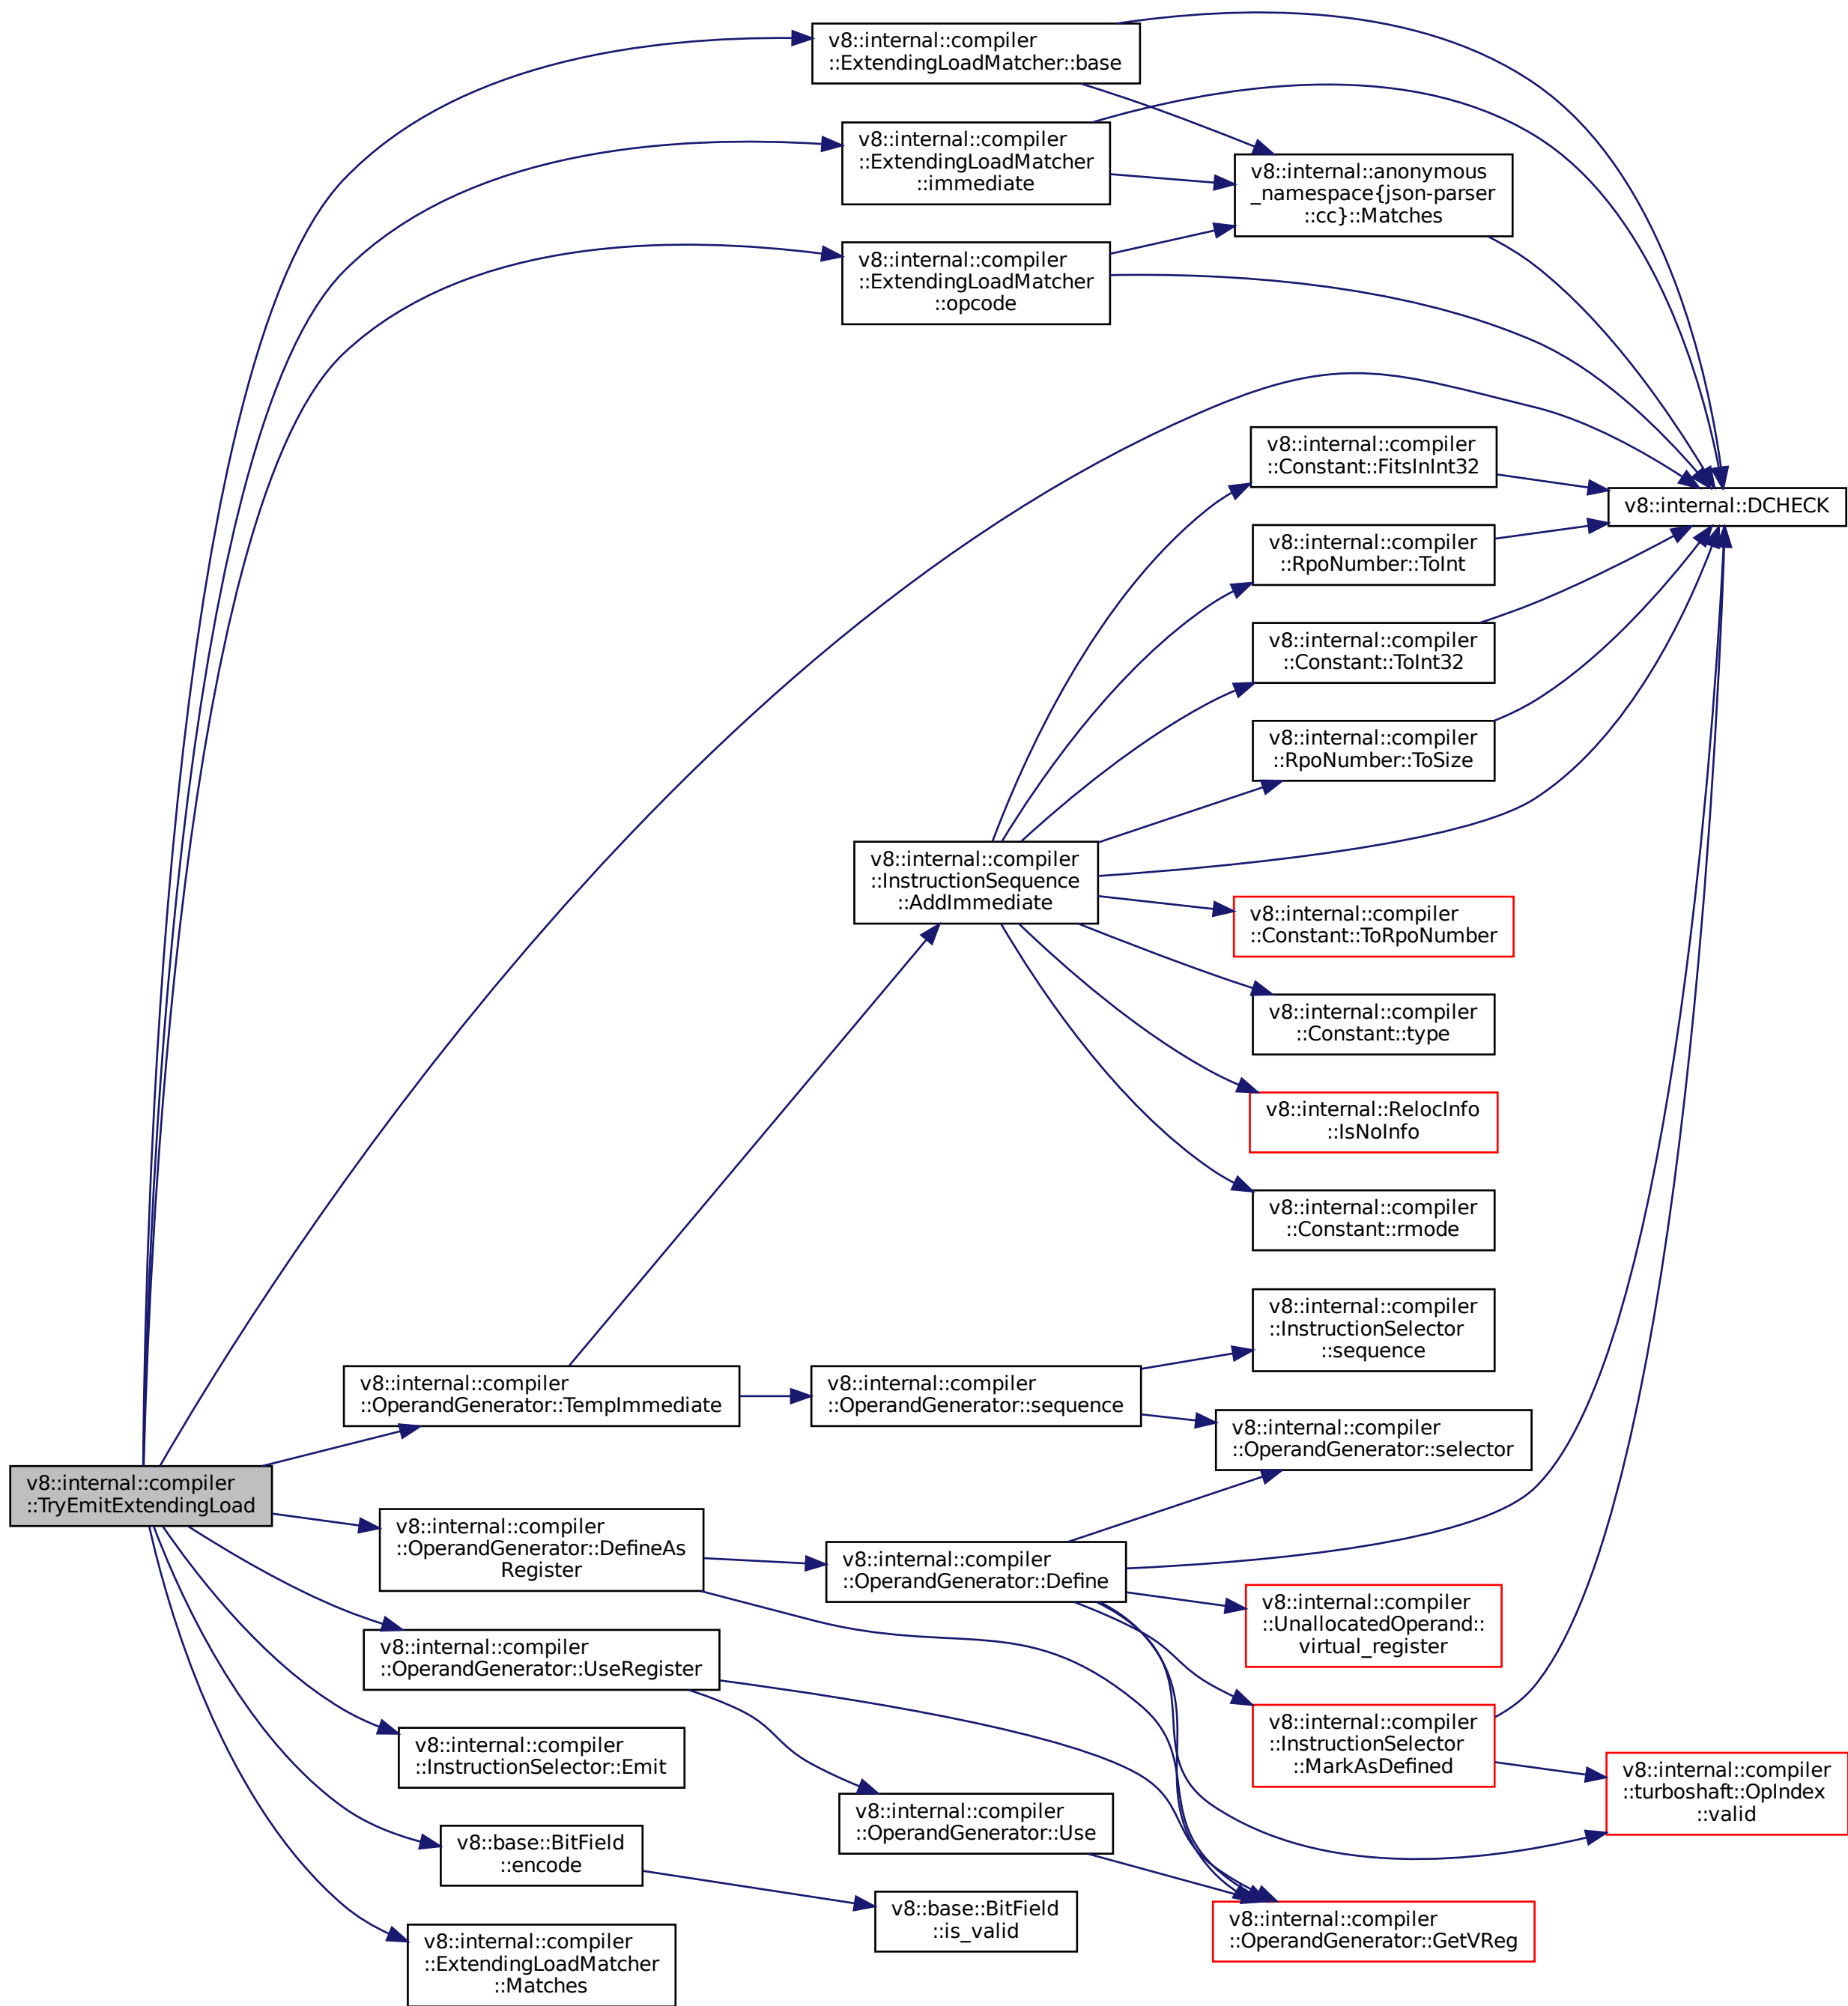 v8::internal::compiler
::ExtendingLoadMatcher::base
v8::internal::compiler
::ExtendingLoadMatcher
::immediate
v8::internal::anonymous
_namespace{json-parser
::cc}::Matches
v8::internal::compiler
::ExtendingLoadMatcher
::opcode
v8::internal::compiler
::Constant::FitsInInt32
v8::internal::DCHECK
v8::internal::compiler
::RpoNumber::ToInt
v8::internal::compiler
::Constant::ToInt32
v8::internal::compiler
::RpoNumber::ToSize
v8::internal::compiler
::InstructionSequence
::AddImmediate
v8::internal::compiler
::Constant::ToRpoNumber
v8::internal::compiler
::Constant::type
v8::internal::RelocInfo
::IsNoInfo
v8::internal::compiler
::Constant::rmode
v8::internal::compiler
::InstructionSelector
::sequence
v8::internal::compiler
::OperandGenerator::TempImmediate
v8::internal::compiler
::OperandGenerator::sequence
v8::internal::compiler
::OperandGenerator::selector
v8::internal::compiler
::TryEmitExtendingLoad
v8::internal::compiler
::OperandGenerator::DefineAs
Register
v8::internal::compiler
::OperandGenerator::Define
v8::internal::compiler
::UnallocatedOperand::
virtual_register
v8::internal::compiler
::OperandGenerator::UseRegister
v8::internal::compiler
::InstructionSelector
::MarkAsDefined
v8::internal::compiler
::turboshaft::OpIndex
::valid
v8::internal::compiler
::InstructionSelector::Emit
v8::internal::compiler
::OperandGenerator::Use
v8::base::BitField
::encode
v8::base::BitField
::is_valid
v8::internal::compiler
::OperandGenerator::GetVReg
v8::internal::compiler
::ExtendingLoadMatcher
::Matches